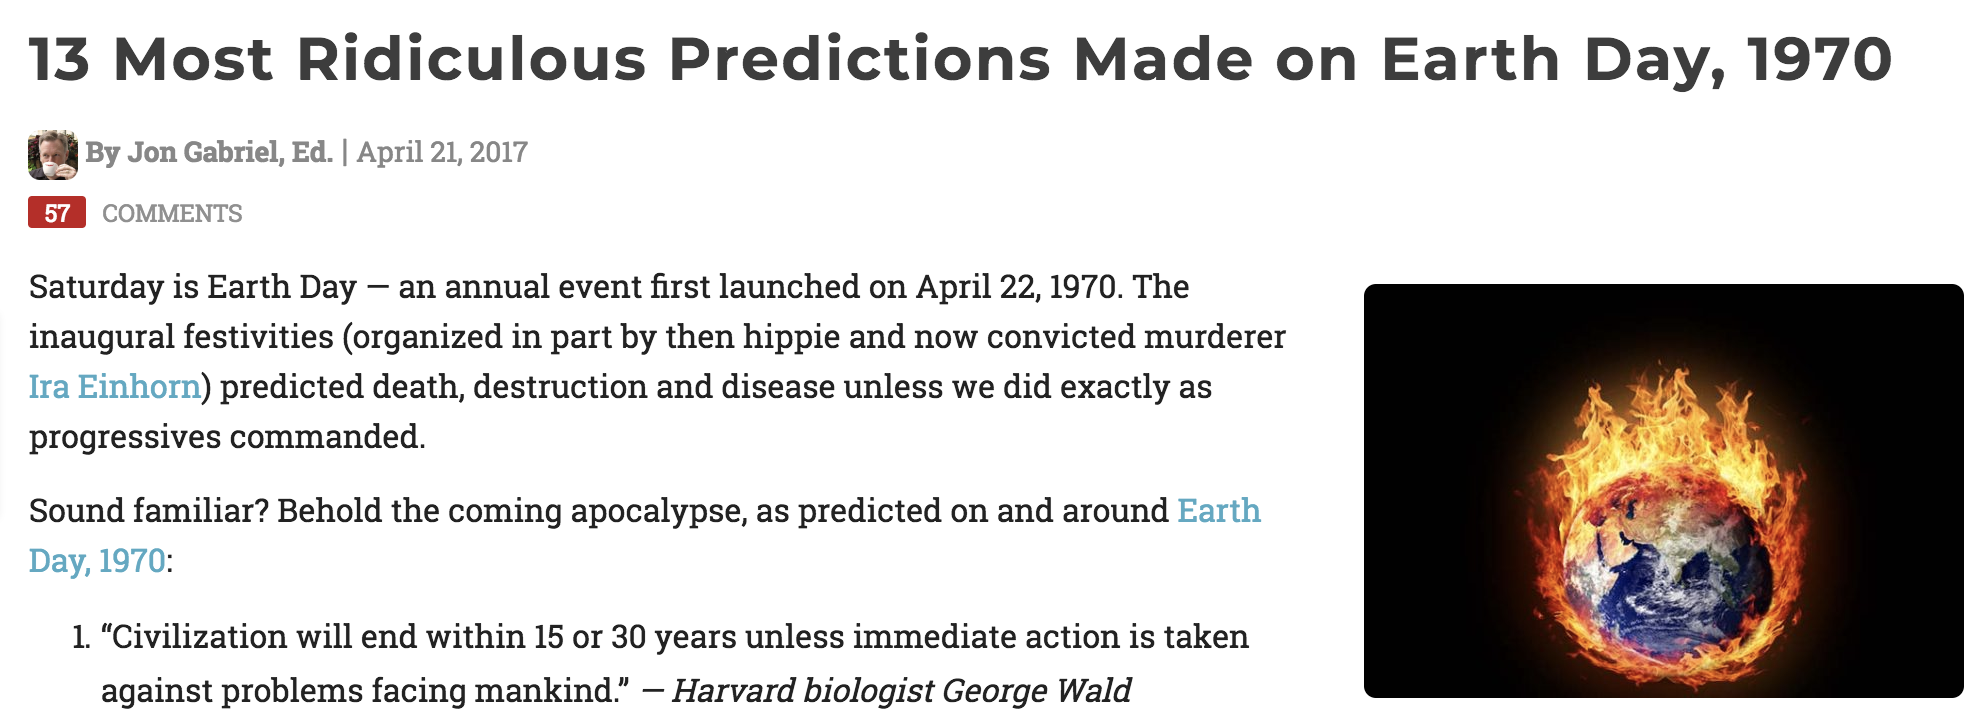 13 Most Ridiculous Predictions Made on Earth Day, 1970
By Jon Gabriel, Ed. | April 21, 2017
57 COMMENTS
Saturday is Earth Day — an annual event first launched on April 22, 1970. The
inaugural festivities (organized in part by then hippie and now convicted murderer
Ira Einhorn) predicted death, destruction and disease unless we did exactly as
progressives commanded.
Sound familiar? Behold the coming apocalypse, as predicted on and around Earth
Day, 1970:
1. “Civilization will end within 15 or 30 years unless immediate action is taken
against problems facing mankind.” — Harvard biologist George Wald